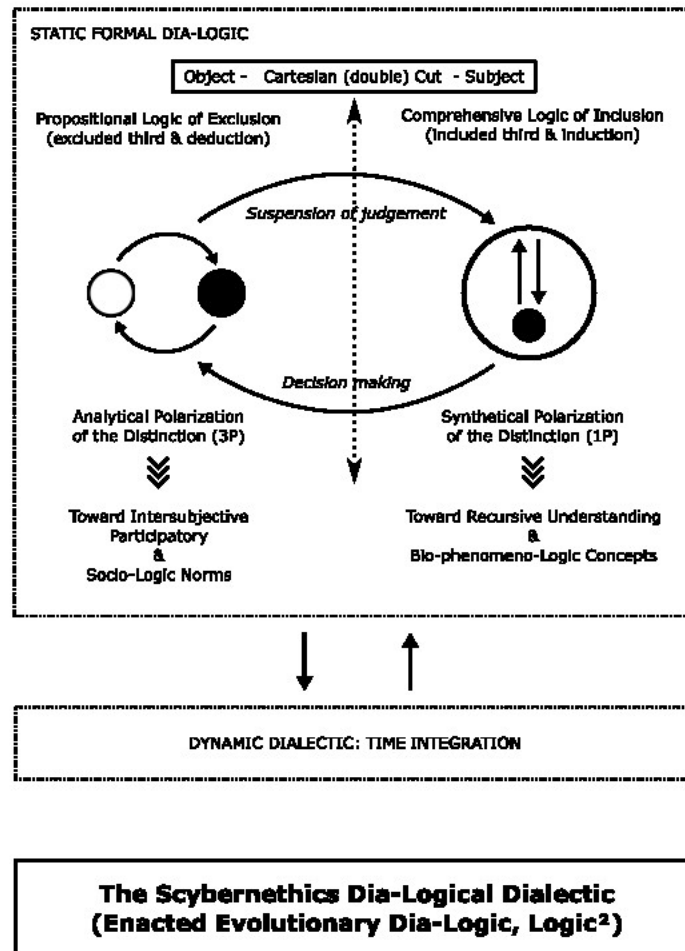 STATIC FORMAL DIA-LOGIC
Object - Cartesian (double) Cut - Subject
Propositional Logic of Exclusion
(excluded third & deduction)
Comprehensive Logic of Inclusion
(included third & induction)
Suspension of judgement
Decision making
Analytical Polarization
of the Distinction (3P)
Synthetical Polarization
of the Distinction (1P)
Toward Intersubjective
Participatory
&
Socio-Logic Norms
Toward Recursive Understanding
&
Bio-phenomeno-Logic Concepts
DYNAMIC DIALECTIC: TIME INTEGRATION
The Scybernethics Dia-Logical Dialectic
(Enacted Evolutionary Dia-Logic, Logic²)